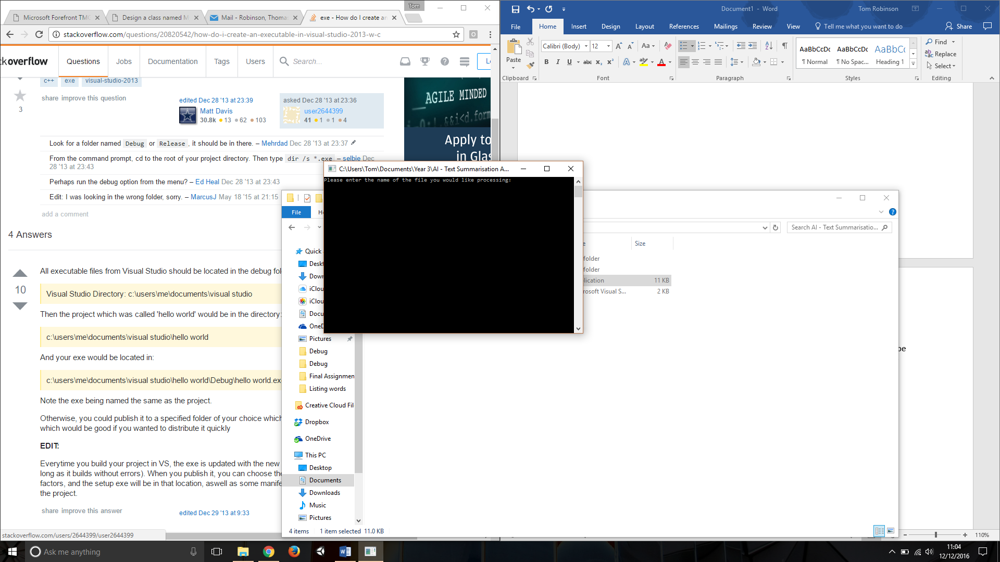 Tom
Microsoft Forefront TMG
Design a class named M
Mail - Robinson, Thomas
exe - How do I create an
stackoverflow.com/questions/20820542/how-do-i-create-an-executable-in-visual-studio-2013-w-c
overflow
Questions
Jobs
Documentation
Tags
Users
Search...
c++ exe visual-studio-2013
share improve this question
3
edited Dec 28 '13 at 23:39
Matt Davis
30.8k 13 62 103
asked Dec 28 '13 at 23:36
user2644399
41 1 1 4
AGILE MINDED
Apply to
in Glas
Look for a folder named Debug or Release, it should be in there. – Mehrdad Dec 28 '13 at 23:37
From the command prompt, cd to the root of your project directory. Then type dir /s *.exe – selbie Dec
28 '13 at 23:43
Perhaps run the debug option from the menu? – Ed Heal Dec 28 '13 at 23:43
Edit: I was looking in the wrong folder, sorry. – MarcusJ May 18 '15 at 21:15
add a comment
4 Answers
10
All executable files from Visual Studio should be located in the debug fol
Visual Studio Directory: c:\users\me\documents\visual studio
Then the project which was called 'hello world' would be in the directory:
c:\users\me\documents\visual studio\hello world
And your exe would be located in:
c:\users\me\documents\visual studio\hello world\Debug\hello world.ex
Note the exe being named the same as the project.
Otherwise, you could publish it to a specified folder of your choice which
which would be good if you wanted to distribute it quickly
EDIT:
Everytime you build your project in VS, the exe is updated with the new
long as it builds without errors). When you publish it, you can choose the
factors, and the setup exe will be in that location, aswell as some manife
the project.
share improve this answer
edited Dec 29 '13 at 9:33
stackoverflow.com/users/2644399/user2644399
Document1 - Word
Tom Robinson
File
Home
Insert
Design
Layout
References
Mailings
Review
View
Tell me what you want to do
Share
Paste
Clipboard
Calibri (Body)
12
Font
Paragraph
AaBbCcDc
¶ Normal
AaBbCcDc
¶ No Spac...
AaBbCc
Heading 1
Styles
Find
Replace
Select
Editing
be
110%
C:\Users\Tom\Documents\Year 3\AI - Text Summarisation A...
Please enter the name of the file you would like processing:
File
Search AI - Text Summarisatio...
Size
folder
folder
lication 11 KB
rosoft Visual S... 2 KB
Quick
Deskt
Down
iClou
iClou
Docu
OneD
Pictures
Debug
Debug
Final Assignmen
Listing words
Creative Cloud Fil
Dropbox
OneDrive
This PC
Desktop
Documents
Downloads
Music
Pictures
4 items
1 item selected 11.0 KB
Ask me anything
11:04
12/12/2016